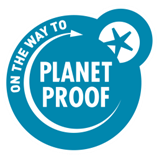 ON THE WAY TO
PLANET
PROOF